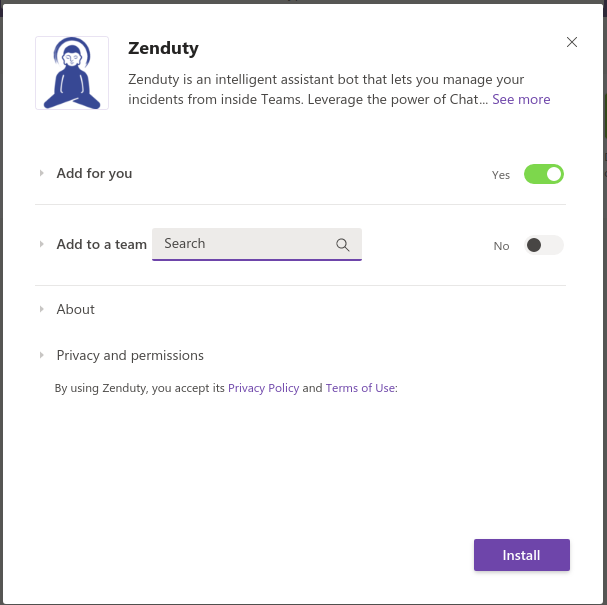 Zenduty
Zenduty is an intelligent assistant bot that lets you manage your
incidents from inside Teams. Leverage the power of Chat... See more
Add for you
Yes
Add to a team
Search
No
About
Privacy and permissions
By using Zenduty, you accept its Privacy Policy and Terms of Use:
Install